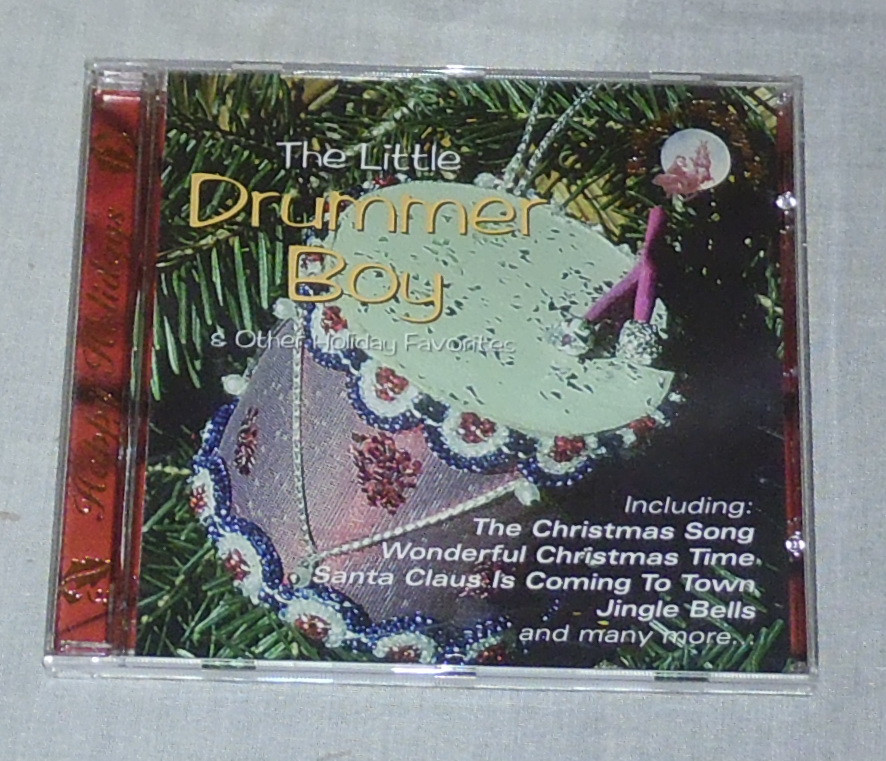 The Little
Drummer
Boy
& Other Holiday Favorites
Including:
The Christmas Song
Wonderful Christmas Time
Santa Claus Is Coming To Town
Jingle Bells
and many more...
Happy Holidays